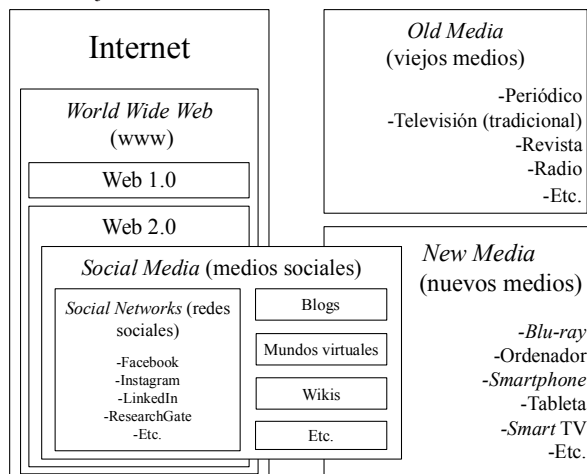 Internet
World Wide Web
(www)
Web 1.0
Web 2.0
Social Media (medios sociales)
Social Networks (redes
sociales)
-Facebook
-Instagram
-LinkedIn
-ResearchGate
-Etc.
Blogs
Mundos virtuales
Wikis
Etc.
Old Media
(viejos medios)
-Periódico
-Televisión (tradicional)
-Revista
-Radio
-Etc.
New Media
(nuevos medios)
-Blu-ray
-Ordenador
-Smartphone
-Tableta
-Smart TV
-Etc.